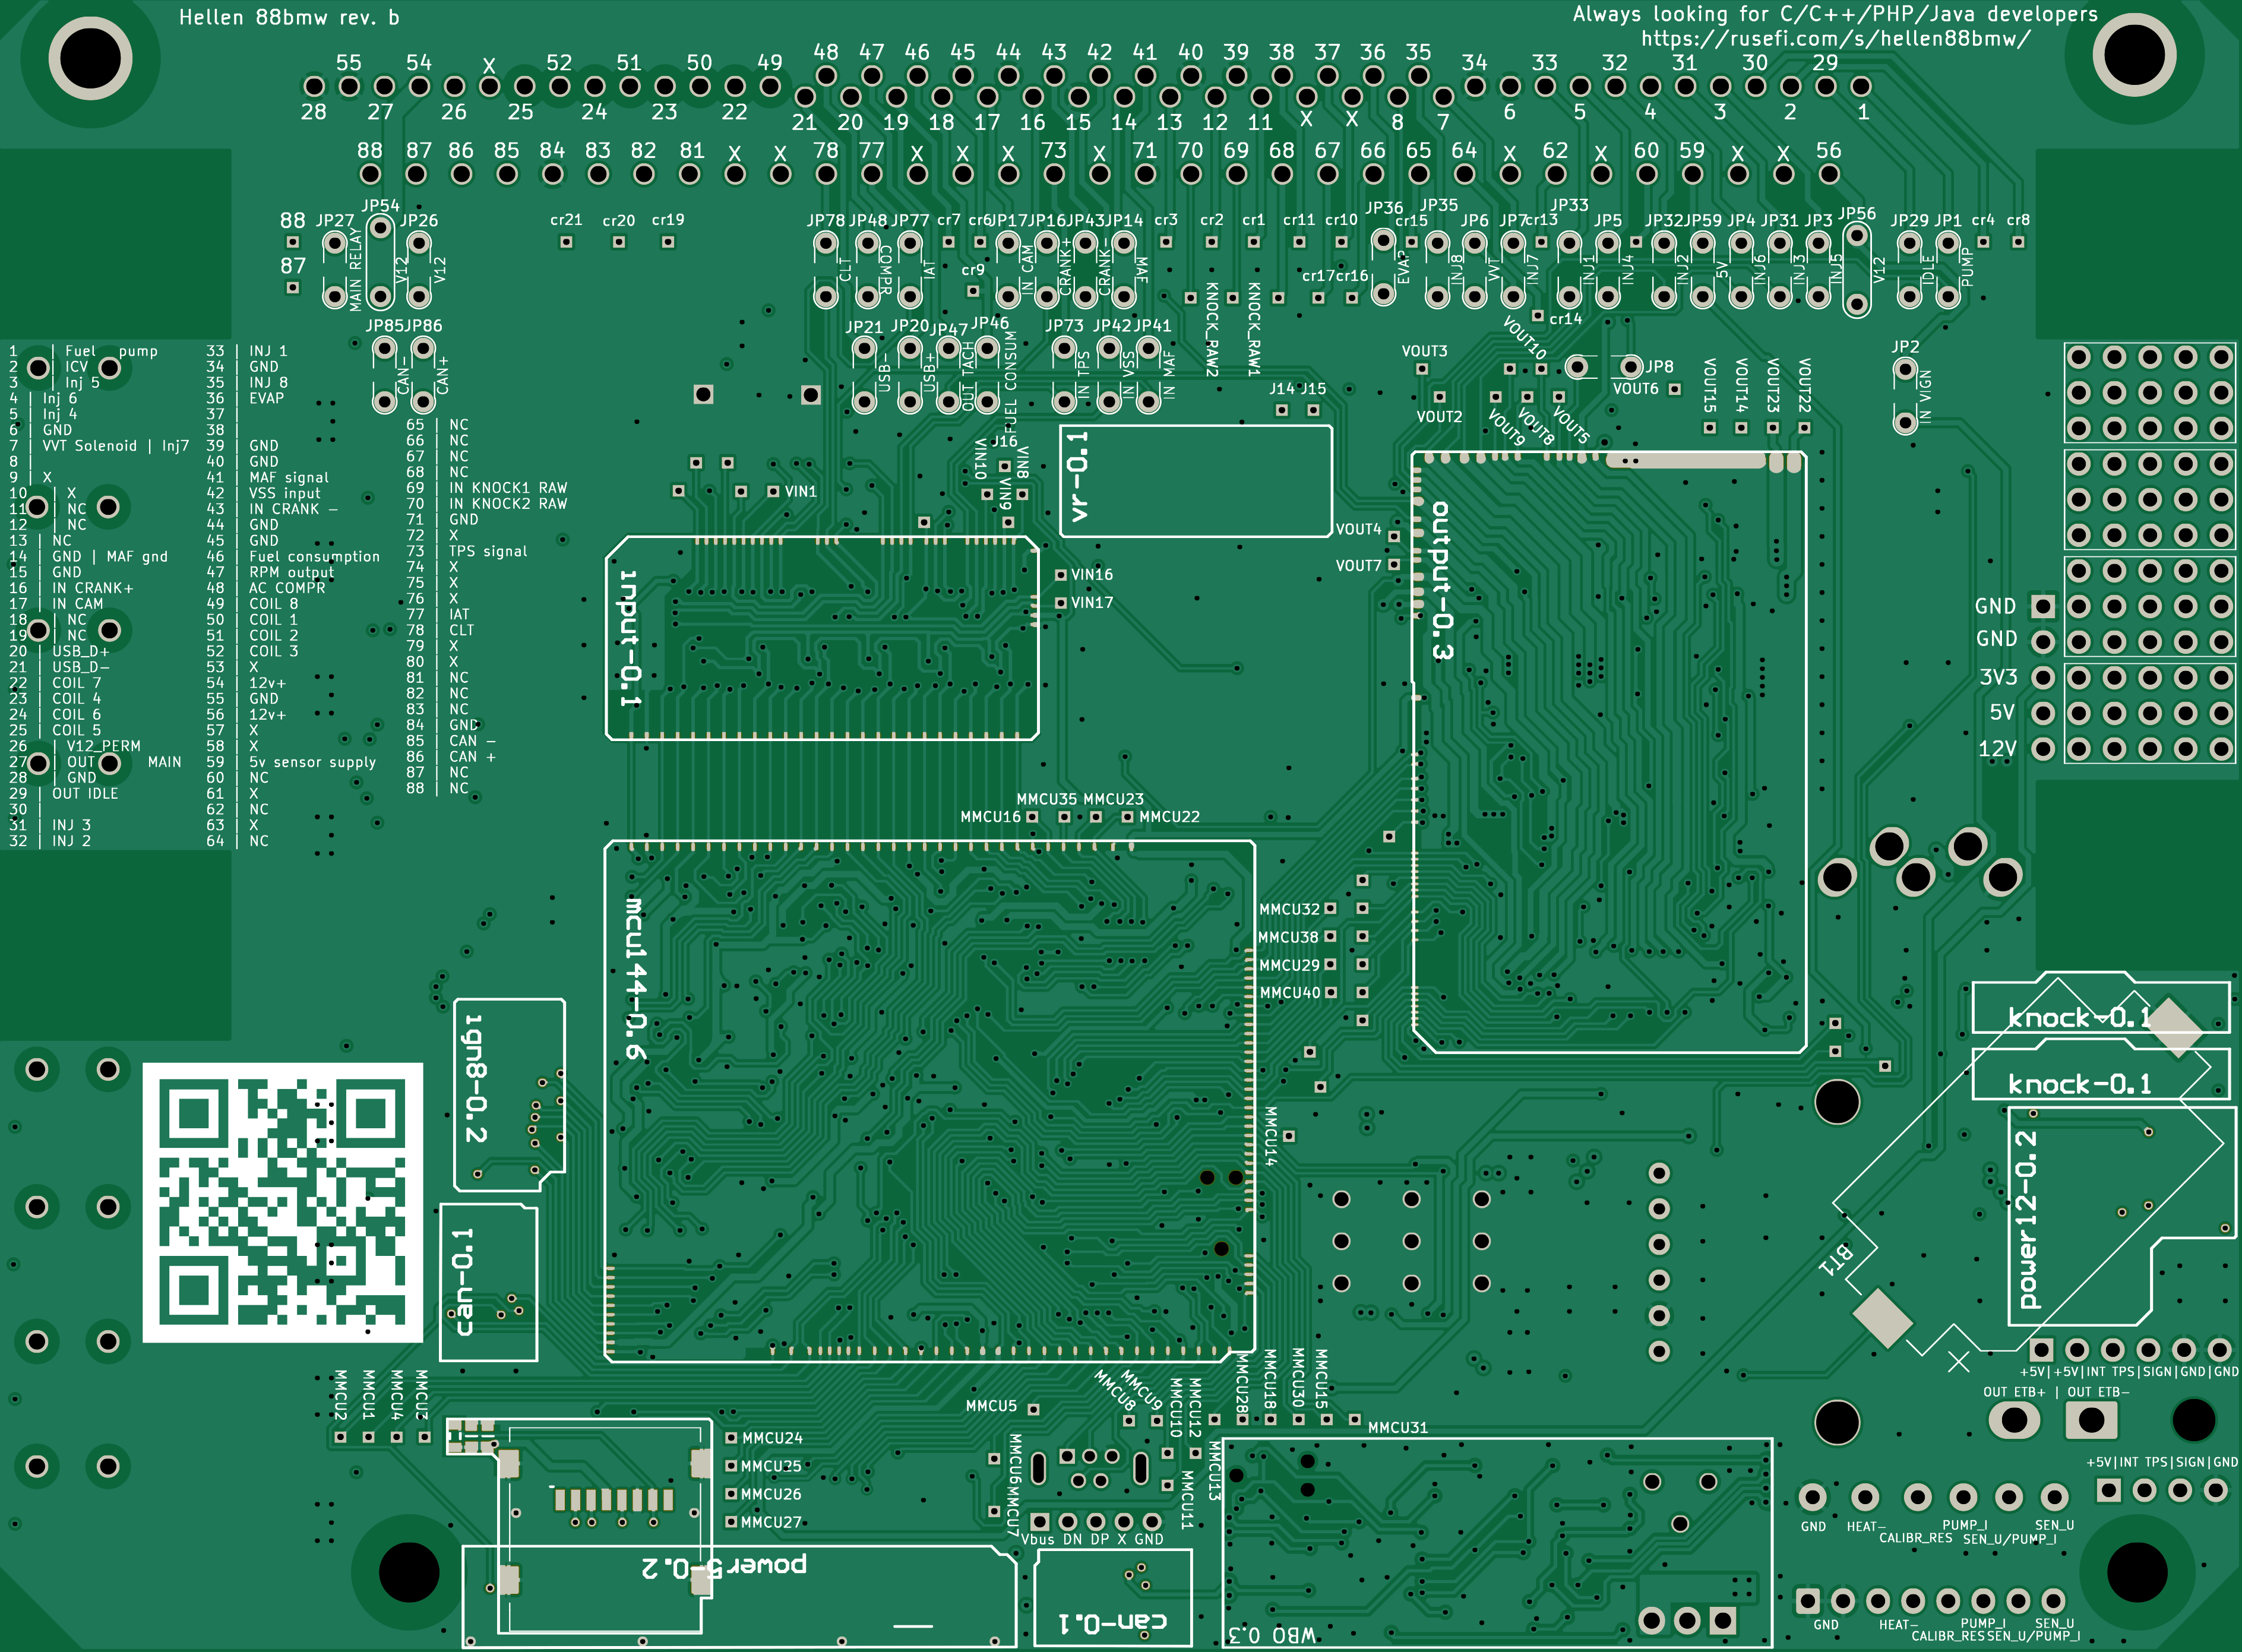 Hellen 88bmw rev. b
Always looking for C/C++/PHP/Java developers
https://rusefi.com/s/hellen88bmw/
55 54 X 52 51 50 49 48 47 46 45 44 43 42 41 40 39 38 37 36 35 34 33 32 31 30 29
28 27 26 25 24 23 22 21 20 19 18 17 16 15 14 13 12 11 X X 8 7 6 5 4 3 2 1
88 87 86 85 84 83 82 81 X X 78 77 X X X 73 X 71 70 69 68 67 66 65 64 X 62 X 60 59 X X 56
88 JP27 JP54 JP26 cr21 cr20 cr19 JP78 JP48 JP77 cr7 cr6 JP17 JP16 JP43 JP14 cr3 cr2 cr1 cr11 cr10 JP36 cr15 JP35 JP6 JP7 cr13 JP33 JP5 JP32 JP59 JP4 JP31 JP3 JP56 JP29 JP1 cr4 cr8
87 MAIN RELAY V12 V12 CLT COMPR IAT cr9 IN CAM CRANK+ CRANK- MAF cr17 cr16 EVAP INJ8 VVT INJ7 INJ1 INJ4 INJ2 5V INJ6 INJ3 INJ5 V12 IDLE PUMP
KNOCK_RAW2 KNOCK_RAW1 cr14
JP85 JP86 JP21 JP20 JP47 JP46 JP73 JP42 JP41 VOUT3 VOUT10 JP8 JP2
CAN- CAN+ USB- USB+ OUT TACH FUEL CONSUM IN TPS IN VSS IN MAF J14 J15 VOUT2 VOUT9 VOUT8 VOUT5 VOUT6 VOUT15 VOUT14 VOUT23 VOUT22 IN VIGN
1 | Fuel pump
2 | ICV
3 | Inj 5
4 | Inj 6
5 | Inj 4
6 | GND
7 | VVT Solenoid | Inj7
8 |
9 | X
10 | X
11 | NC
12 | NC
13 | NC
14 | GND | MAF gnd
15 | GND
16 | IN CRANK+
17 | IN CAM
18 | NC
19 | NC
20 | USB_D+
21 | USB_D-
22 | COIL 7
23 | COIL 4
24 | COIL 6
25 | COIL 5
26 | V12_PERM
27 | OUT MAIN
28 | GND
29 | OUT IDLE
30 |
31 | INJ 3
32 | INJ 2
33 | INJ 1
34 | GND
35 | INJ 8
36 | EVAP
37 |
38 |
39 | GND
40 | GND
41 | MAF signal
42 | VSS input
43 | IN CRANK -
44 | GND
45 | GND
46 | Fuel consumption
47 | RPM output
48 | AC COMPR
49 | COIL 8
50 | COIL 1
51 | COIL 2
52 | COIL 3
53 | X
54 | 12v+
55 | GND
56 | 12v+
57 | X
58 | X
59 | 5v sensor supply
60 | NC
61 | X
62 | NC
63 | X
64 | NC
65 | NC
66 | NC
67 | NC
68 | NC
69 | IN KNOCK1 RAW
70 | IN KNOCK2 RAW
71 | GND
72 | X
73 | TPS signal
74 | X
75 | X
76 | X
77 | IAT
78 | CLT
79 | X
80 | X
81 | NC
82 | NC
83 | NC
84 | GND
85 | CAN -
86 | CAN +
87 | NC
88 | NC
VIN1 VIN10 J16 VIN9 VIN8
vr-0.1
input-0.1
VIN16
VIN17
VOUT4
VOUT7
output-0.3
GND
GND
3V3
5V
12V
MMCU35 MMCU23
MMCU16 MMCU22
mcu144-0.6
MMCU32
MMCU38
MMCU29
MMCU40
MMCU14
ign8-0.2
can-0.1
knock-0.1
knock-0.1
power12-0.2
BT1
+5V|+5V|INT TPS|SIGN|GND|GND
OUT ETB+ | OUT ETB-
+5V|INT TPS|SIGN|GND
MMCU2 MMCU1 MMCU4 MMCU3
MMCU24
MMCU25
MMCU26
MMCU27
MMCU5 MMCU8 MMCU9 MMCU10 MMCU12 MMCU28 MMCU18 MMCU30 MMCU15 MMCU31
MMCU6 MMCU7 MMCU11 MMCU13
Vbus DN DP X GND
power5-0.2
can-0.1
WBO 0.3
GND HEAT- PUMP_I SEN_U
CALIBR_RES SEN_U/PUMP_I
GND HEAT- PUMP_I SEN_U
CALIBR_RES SEN_U/PUMP_I